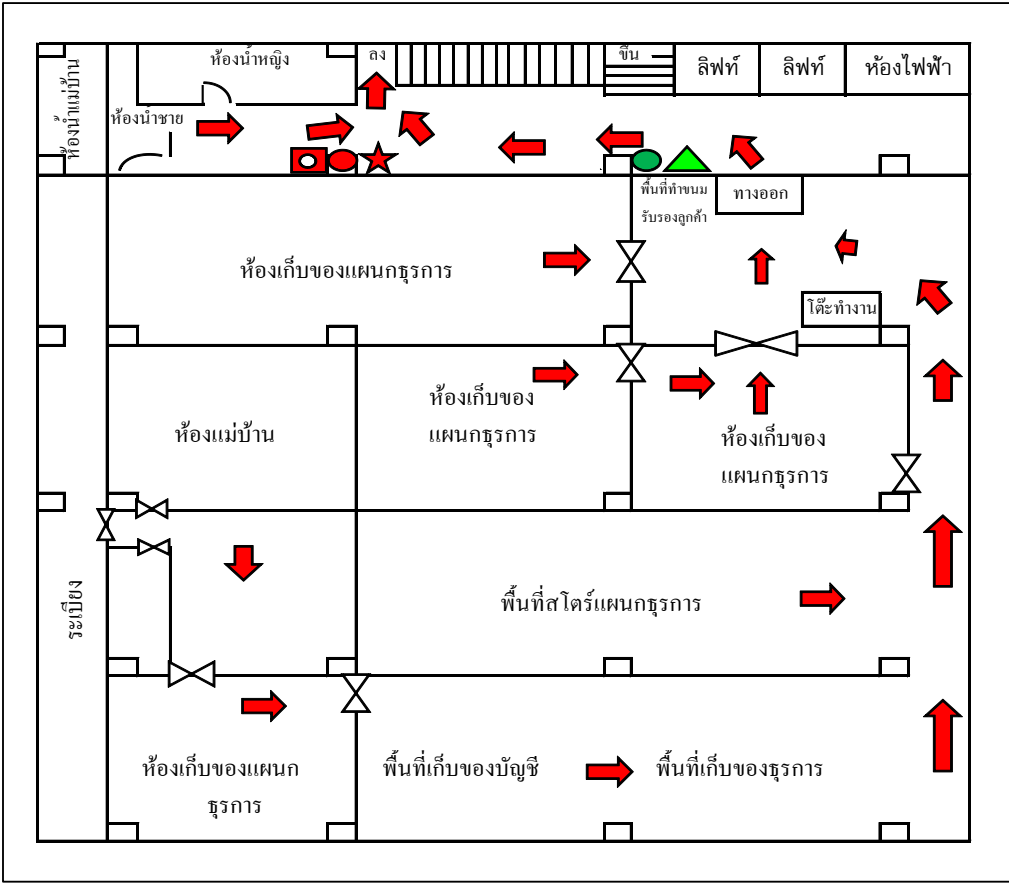 ห้องน้ำหญิง
ลง
ขึ้น
ลิฟท์
ลิฟท์
ห้องไฟฟ้า
ห้องน้ำแม่บ้าน
ห้องน้ำชาย
พื้นที่ทำขนม
รับรองลูกค้า
ทางออก
ห้องเก็บของแผนกธุรการ
โต๊ะทำงาน
ห้องแม่บ้าน
ห้องเก็บของ
แผนกธุรการ
ห้องเก็บของ
แผนกธุรการ
ระเบียง
พื้นที่สโตร์แผนกธุรการ
ห้องเก็บของแผนก
ธุรการ
พื้นที่เก็บของบัญชี
พื้นที่เก็บของธุรการ